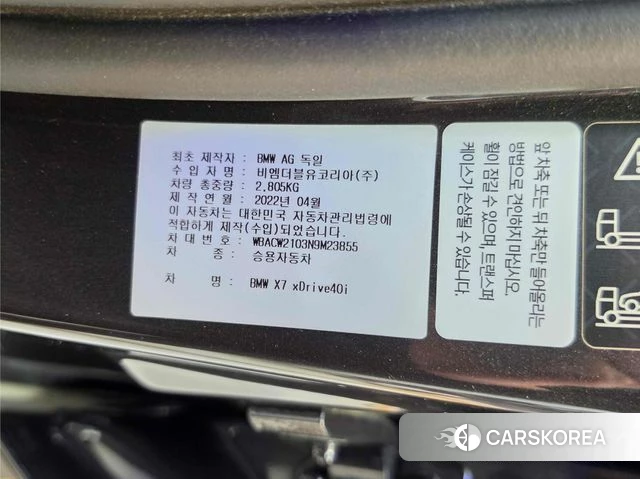 최초 제작자 : BMW AG 독일
수 입 자 명 : 비엠더블유코리아(주)
차량 총중량 : 2,805KG
제 작 연 월 : 2022년 04월
이 자동차는 대한민국 자동차관리법령에
적합하게 제작(수입)되었습니다.
차 대 번 호 : WBACW2103N9M23855
차 종 : 승용자동차
차 명 : BMW X7 xDrive40i
앞 차축 또는 뒤 차축만 들어올리는
방법으로 견인하지 마십시오.
휠이 잠길 수 있으며, 트랜스퍼
케이스가 손상될 수 있습니다.
CARSKOREA